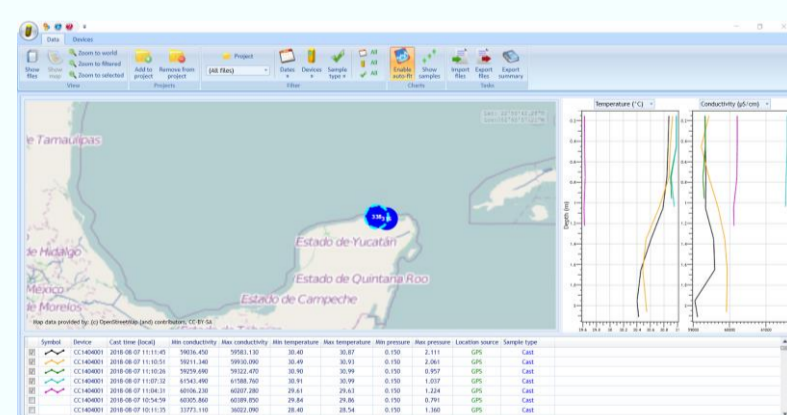 Data Devices
Show files
Show map
Zoom to world
Zoom to filtered
Zoom to selected
View
Add to project
Remove from project
Projects
Project
(All files)
Dates
Devices
Sample type
All
All
All
Filter
Enable auto-fit
Show samples
Charts
Import files
Export files
Export summary
Tasks
e Tamaulipas
de Hidalgo
México
e Morelos
338
Estado de Yucatán
Estado de Quintana Roo
Estado de Campeche
Map data provided by: (c) OpenStreetMap (and) contributors, CC-BY-SA
Temperature (°C)
Conductivity (µS/cm)
Depth (m)
Symbol Device Cast time (local) Min conductivity Max conductivity Min temperature Max temperature Min pressure Max pressure Location source Sample type
CC1404001 2018-08-07 11:11:45 59036.450 59583.130 30.40 30.87 0.150 2.111 GPS Cast
CC1404001 2018-08-07 11:10:51 59211.340 59930.090 30.49 30.93 0.150 2.061 GPS Cast
CC1404001 2018-08-07 11:10:26 59259.690 59322.470 30.90 30.99 0.150 0.957 GPS Cast
CC1404001 2018-08-07 11:07:32 61543.490 61588.760 30.91 30.99 0.150 1.037 GPS Cast
CC1404001 2018-08-07 11:04:31 60106.230 60207.280 29.61 29.63 0.150 1.224 GPS Cast
CC1404001 2018-08-07 10:54:59 60305.860 60389.850 29.84 29.86 0.150 0.791 GPS Cast
CC1404001 2018-08-07 10:11:35 33773.110 36022.090 28.40 28.54 0.150 1.360 GPS Cast